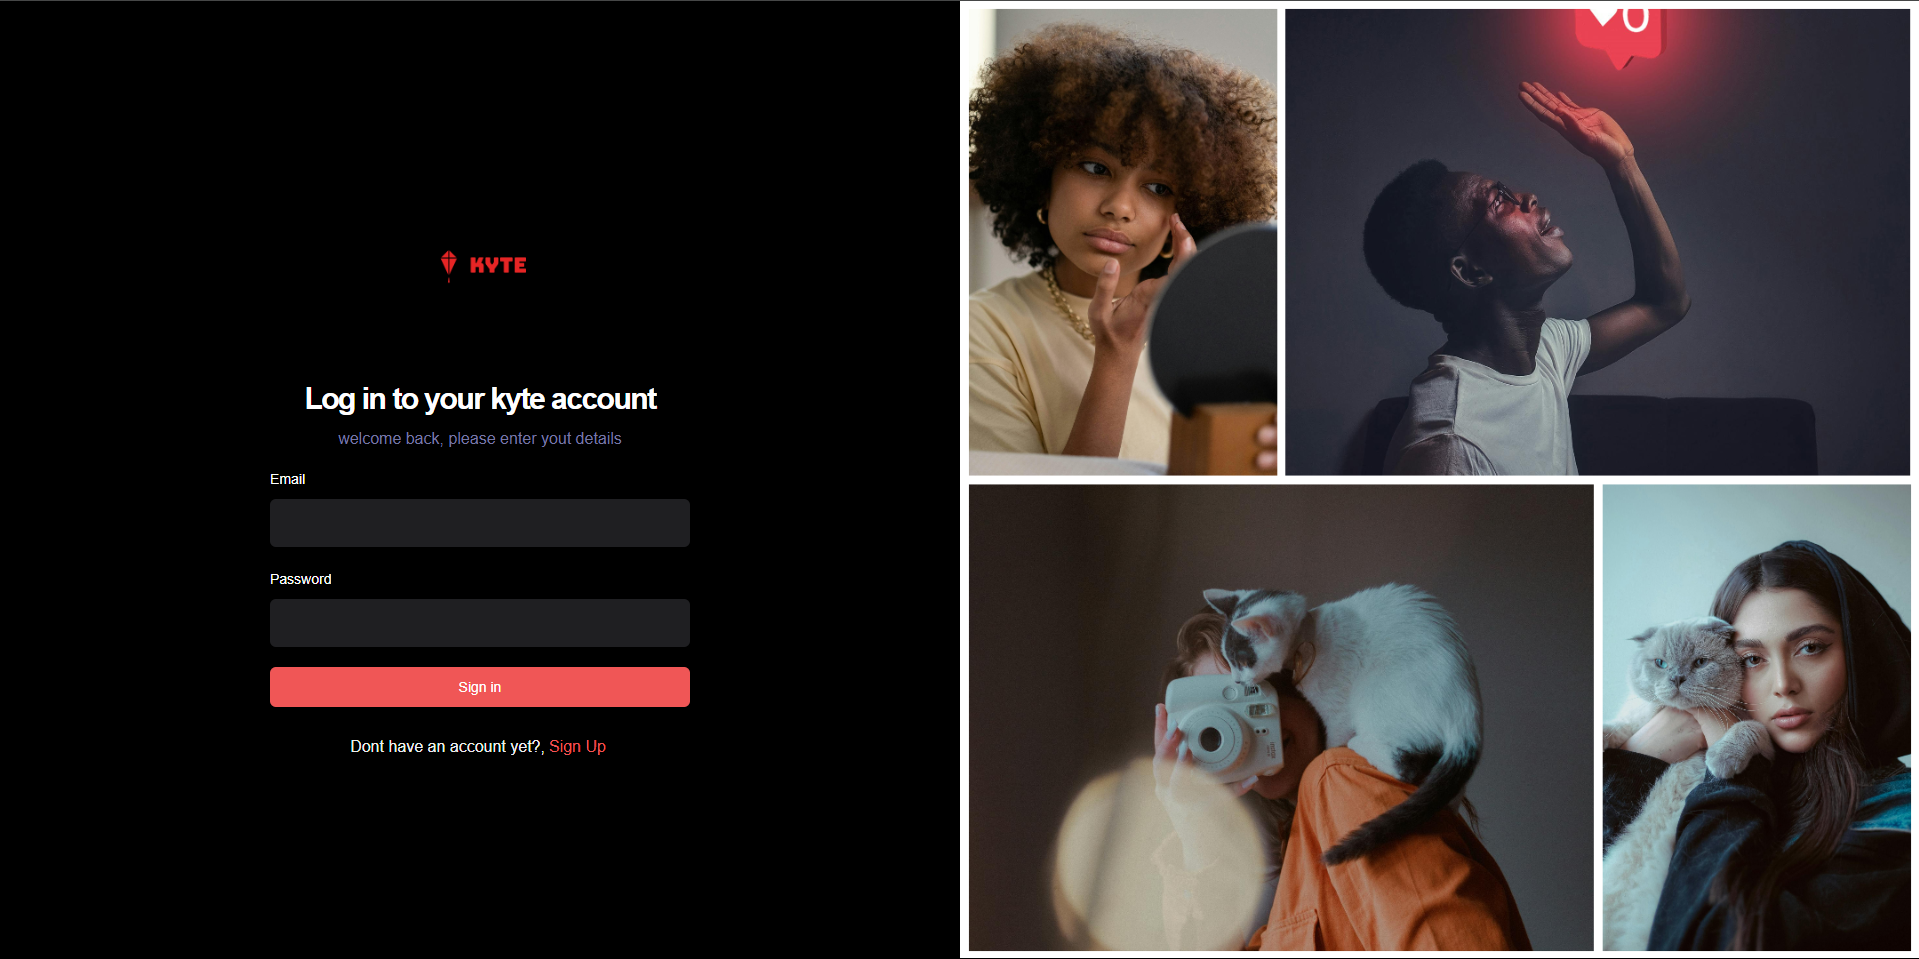 KYTE
Log in to your kyte account
welcome back, please enter yout details
Email
Password
Sign in
Dont have an account yet?, Sign Up
0